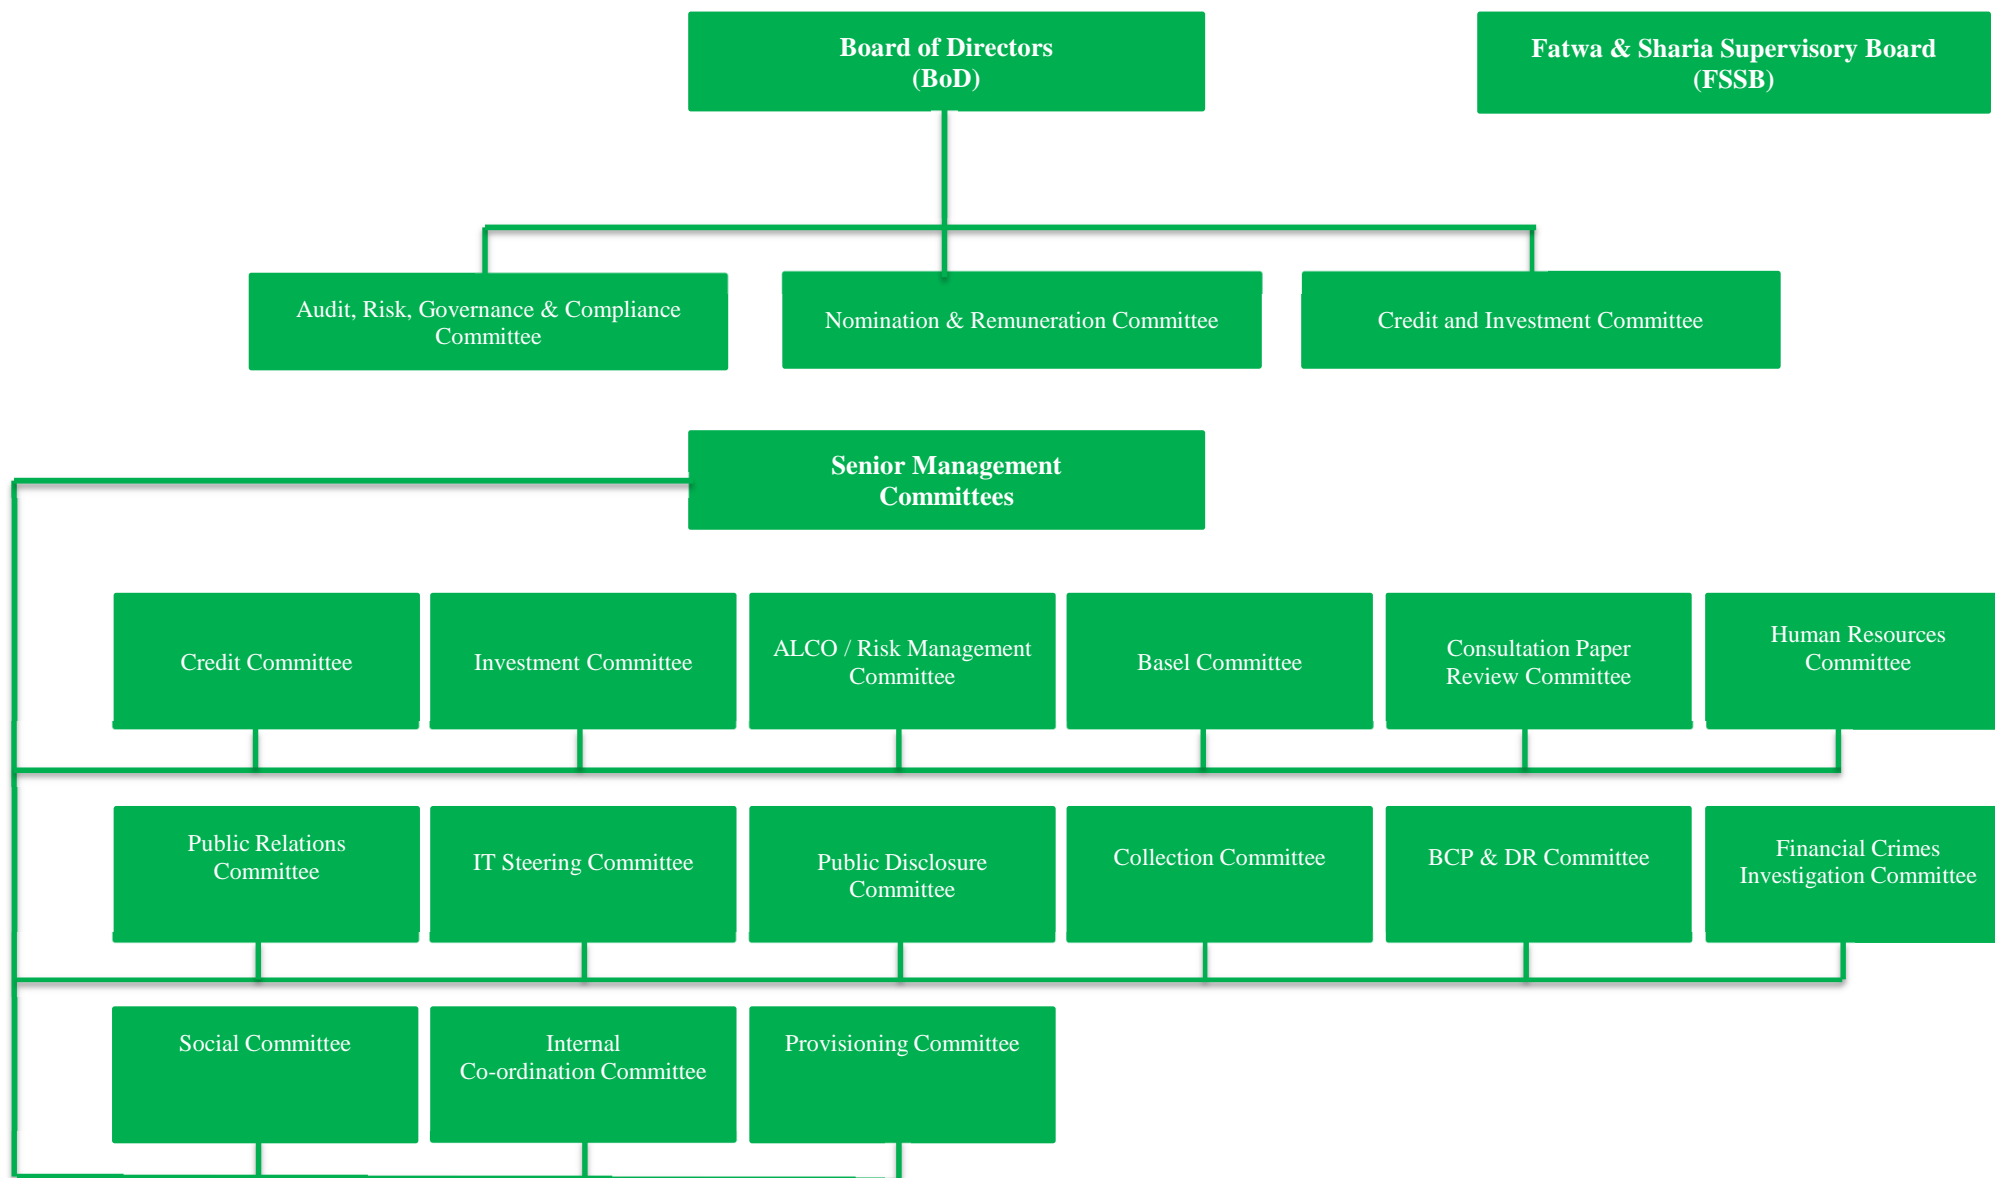 Board of Directors
(BoD)
Fatwa & Sharia Supervisory Board
(FSSB)
Audit, Risk, Governance & Compliance
Committee
Nomination & Remuneration Committee
Credit and Investment Committee
Senior Management
Committees
Credit Committee
Investment Committee
ALCO / Risk Management
Committee
Basel Committee
Consultation Paper
Review Committee
Human Resources
Committee
Public Relations
Committee
IT Steering Committee
Public Disclosure
Committee
Collection Committee
BCP & DR Committee
Financial Crimes
Investigation Committee
Social Committee
Internal
Co-ordination Committee
Provisioning Committee